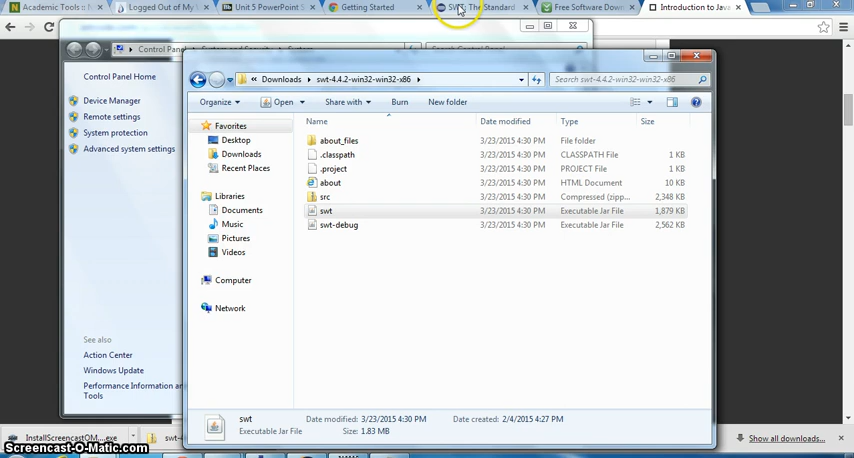 Academic Tools :: N
Logged Out of My I
Unit 5 PowerPoint S
Getting Started
SWT: The Standard
Free Software Down
Introduction to Java
Control Panel
System and Security
System
Search Control Panel
Downloads
swt-4.4.2-win32-win32-x86
Search swt-4.4.2-win32-win32-x86
Control Panel Home
Device Manager
Remote settings
System protection
Advanced system settings
See also
Action Center
Windows Update
Performance Information and
Tools
Organize
Open
Share with
Burn
New folder
Favorites
Desktop
Downloads
Recent Places
Libraries
Documents
Music
Pictures
Videos
Computer
Network
Name Date modified Type Size
about_files 3/23/2015 4:30 PM File folder
.classpath 3/23/2015 4:30 PM CLASSPATH File 1 KB
.project 3/23/2015 4:30 PM PROJECT File 1 KB
about 3/23/2015 4:30 PM HTML Document 10 KB
src 3/23/2015 4:30 PM Compressed (zipp... 2,348 KB
swt 3/23/2015 4:30 PM Executable Jar File 1,879 KB
swt-debug 3/23/2015 4:30 PM Executable Jar File 2,562 KB
swt Date modified: 3/23/2015 4:30 PM Date created: 2/4/2015 4:27 PM
Executable Jar File Size: 1.83 MB
InstallScreencastOM....exe
swt-4
Show all downloads...
Screencast-O-Matic.com